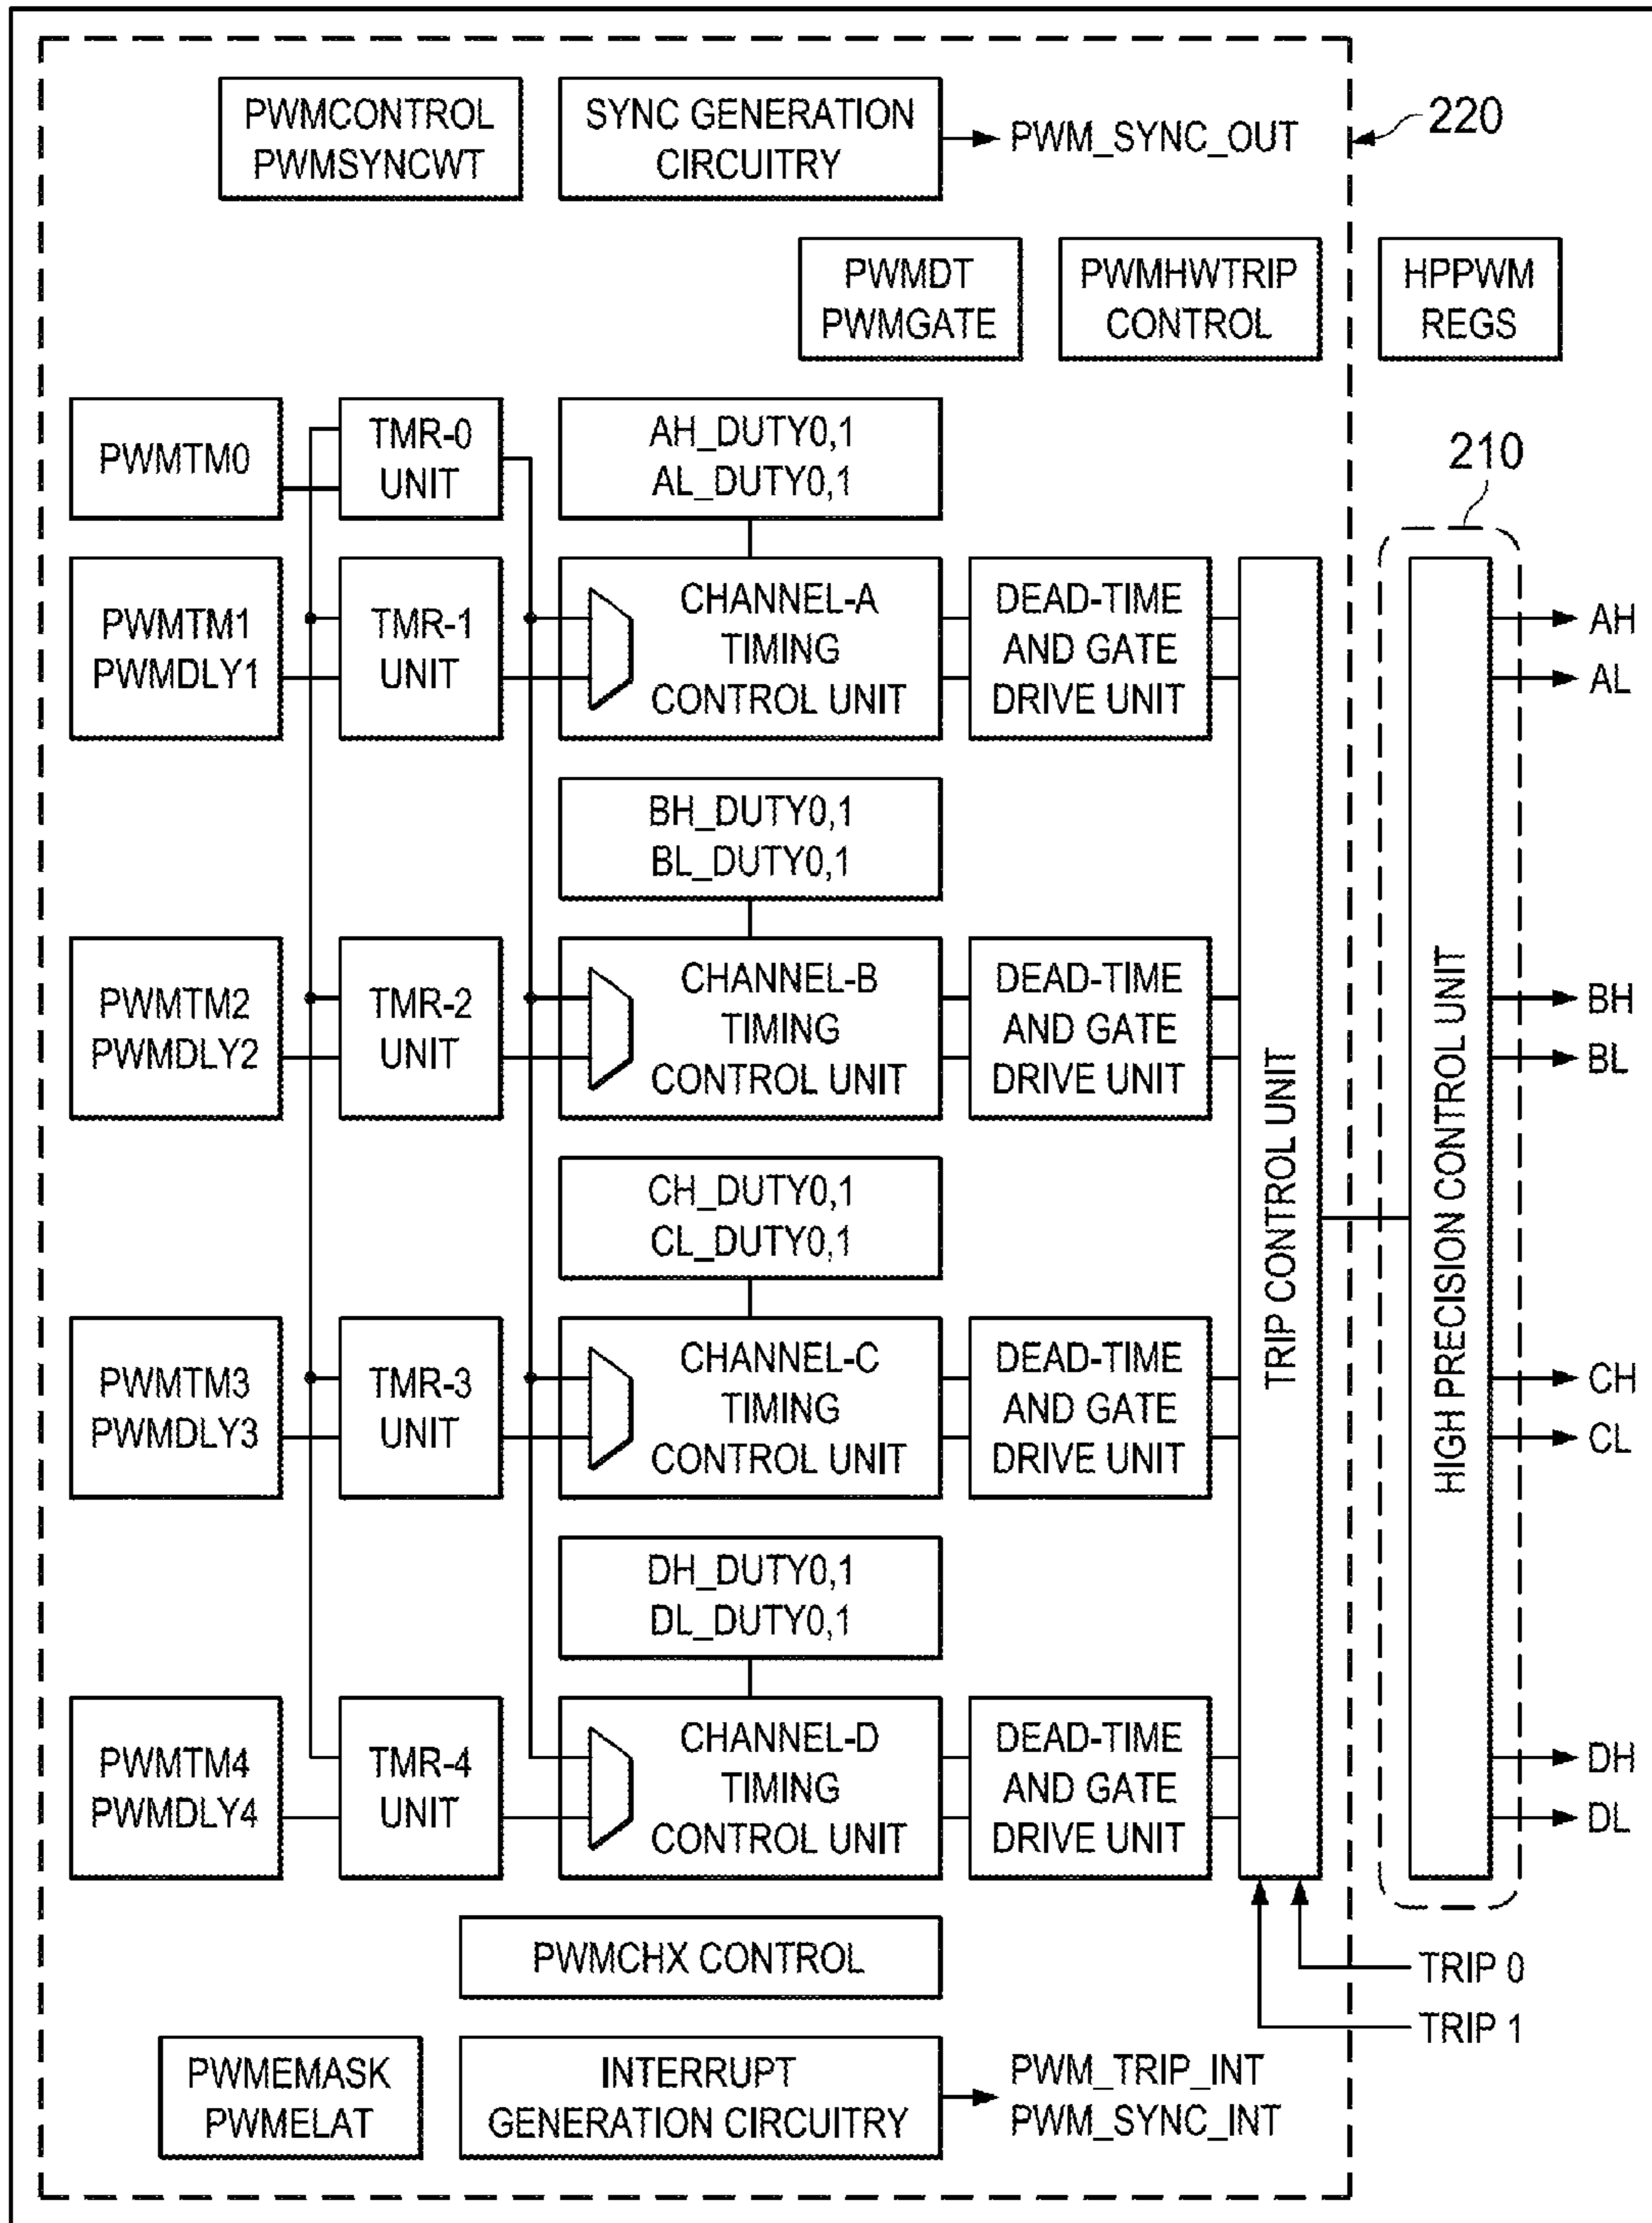 PWMCONTROL
PWMSYNCWT
SYNC GENERATION
CIRCUITRY
PWM_SYNC_OUT
220
PWMDT
PWMGATE
PWMHWTRIP
CONTROL
HPPWM
REGS
PWMTM0
TMR-0
UNIT
AH_DUTY0,1
AL_DUTY0,1
210
PWMTM1
PWMDLY1
TMR-1
UNIT
CHANNEL-A
TIMING
CONTROL UNIT
DEAD-TIME
AND GATE
DRIVE UNIT
AH
AL
BH_DUTY0,1
BL_DUTY0,1
PWMTM2
PWMDLY2
TMR-2
UNIT
CHANNEL-B
TIMING
CONTROL UNIT
DEAD-TIME
AND GATE
DRIVE UNIT
TRIP CONTROL UNIT
HIGH PRECISION CONTROL UNIT
BH
BL
CH_DUTY0,1
CL_DUTY0,1
PWMTM3
PWMDLY3
TMR-3
UNIT
CHANNEL-C
TIMING
CONTROL UNIT
DEAD-TIME
AND GATE
DRIVE UNIT
CH
CL
DH_DUTY0,1
DL_DUTY0,1
PWMTM4
PWMDLY4
TMR-4
UNIT
CHANNEL-D
TIMING
CONTROL UNIT
DEAD-TIME
AND GATE
DRIVE UNIT
DH
DL
PWMCHX CONTROL
TRIP 0
TRIP 1
PWMEMASK
PWMELAT
INTERRUPT
GENERATION CIRCUITRY
PWM_TRIP_INT
PWM_SYNC_INT